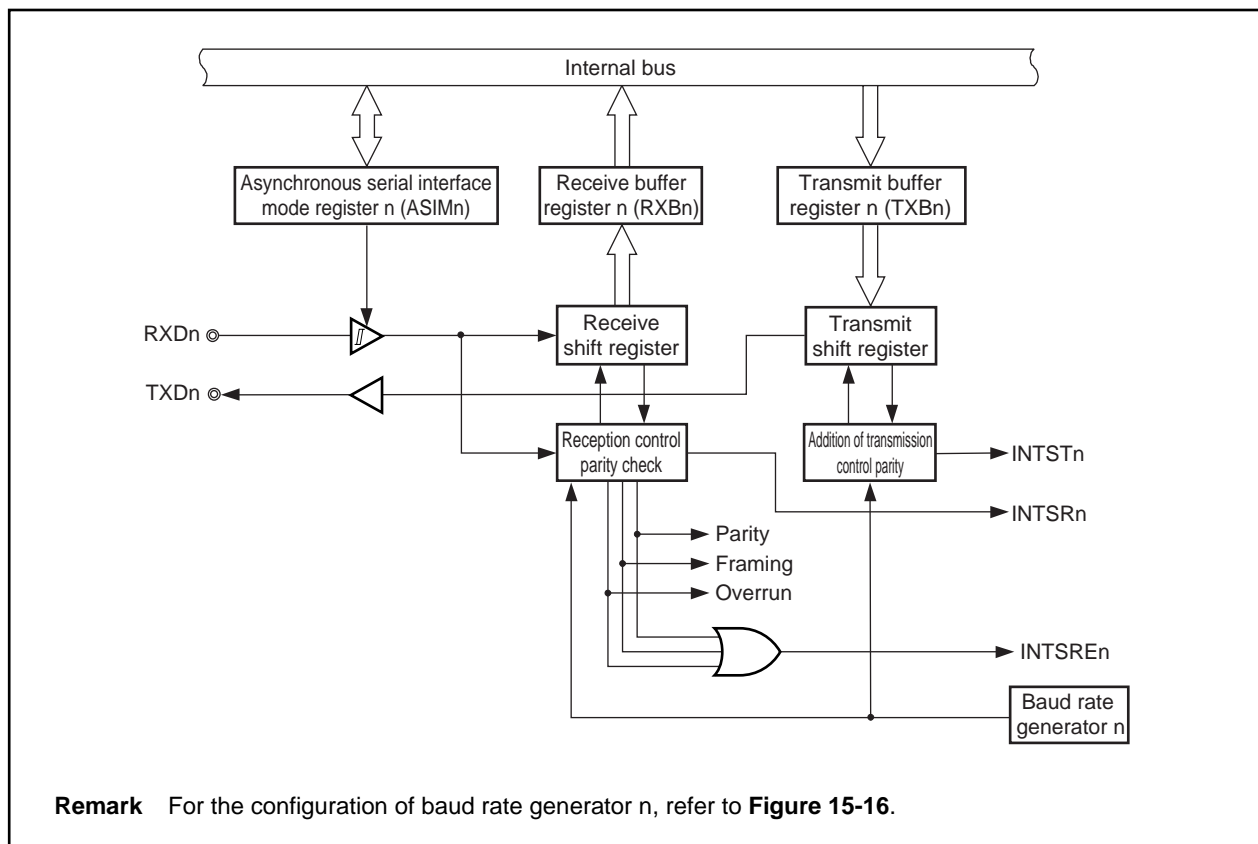 Internal bus
Asynchronous serial interface
mode register n (ASIMn)
Receive buffer
register n (RXBn)
Transmit buffer
register n (TXBn)
RXDn
Receive
shift register
Transmit
shift register
TXDn
Reception control
parity check
Addition of transmission
control parity
INTSTn
INTSRn
Parity
Framing
Overrun
INTSREn
Baud rate
generator n
Remark For the configuration of baud rate generator n, refer to Figure 15-16.